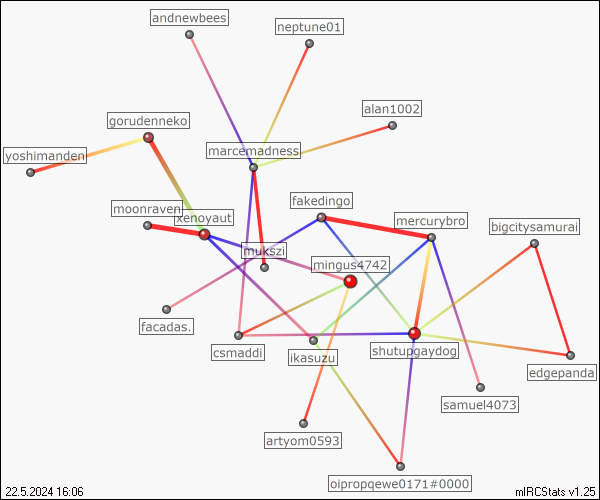 andnewbees
neptune01
alan1002
gorudenneko
marcemadness
yoshimanden
moonraven
xenoyaut
fakedingo
mercurybro
bigcitysamurai
mukszi
mingus4742
facadas.
csmaddi
ikasuzu
shutupgaydog
edgepanda
samuel4073
artyom0593
oipropqewe0171#0000
22.5.2024 16:06
mIRCStats v1.25